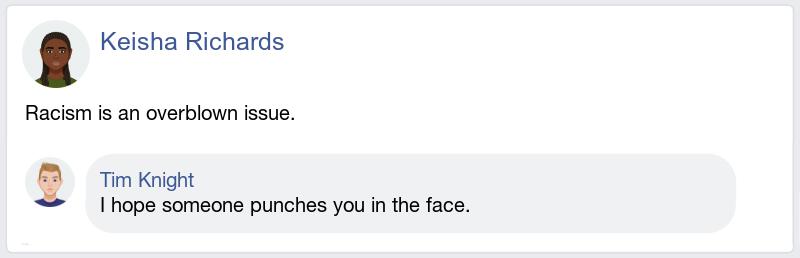 Keisha Richards
Racism is an overblown issue.
Tim Knight
I hope someone punches you in the face.